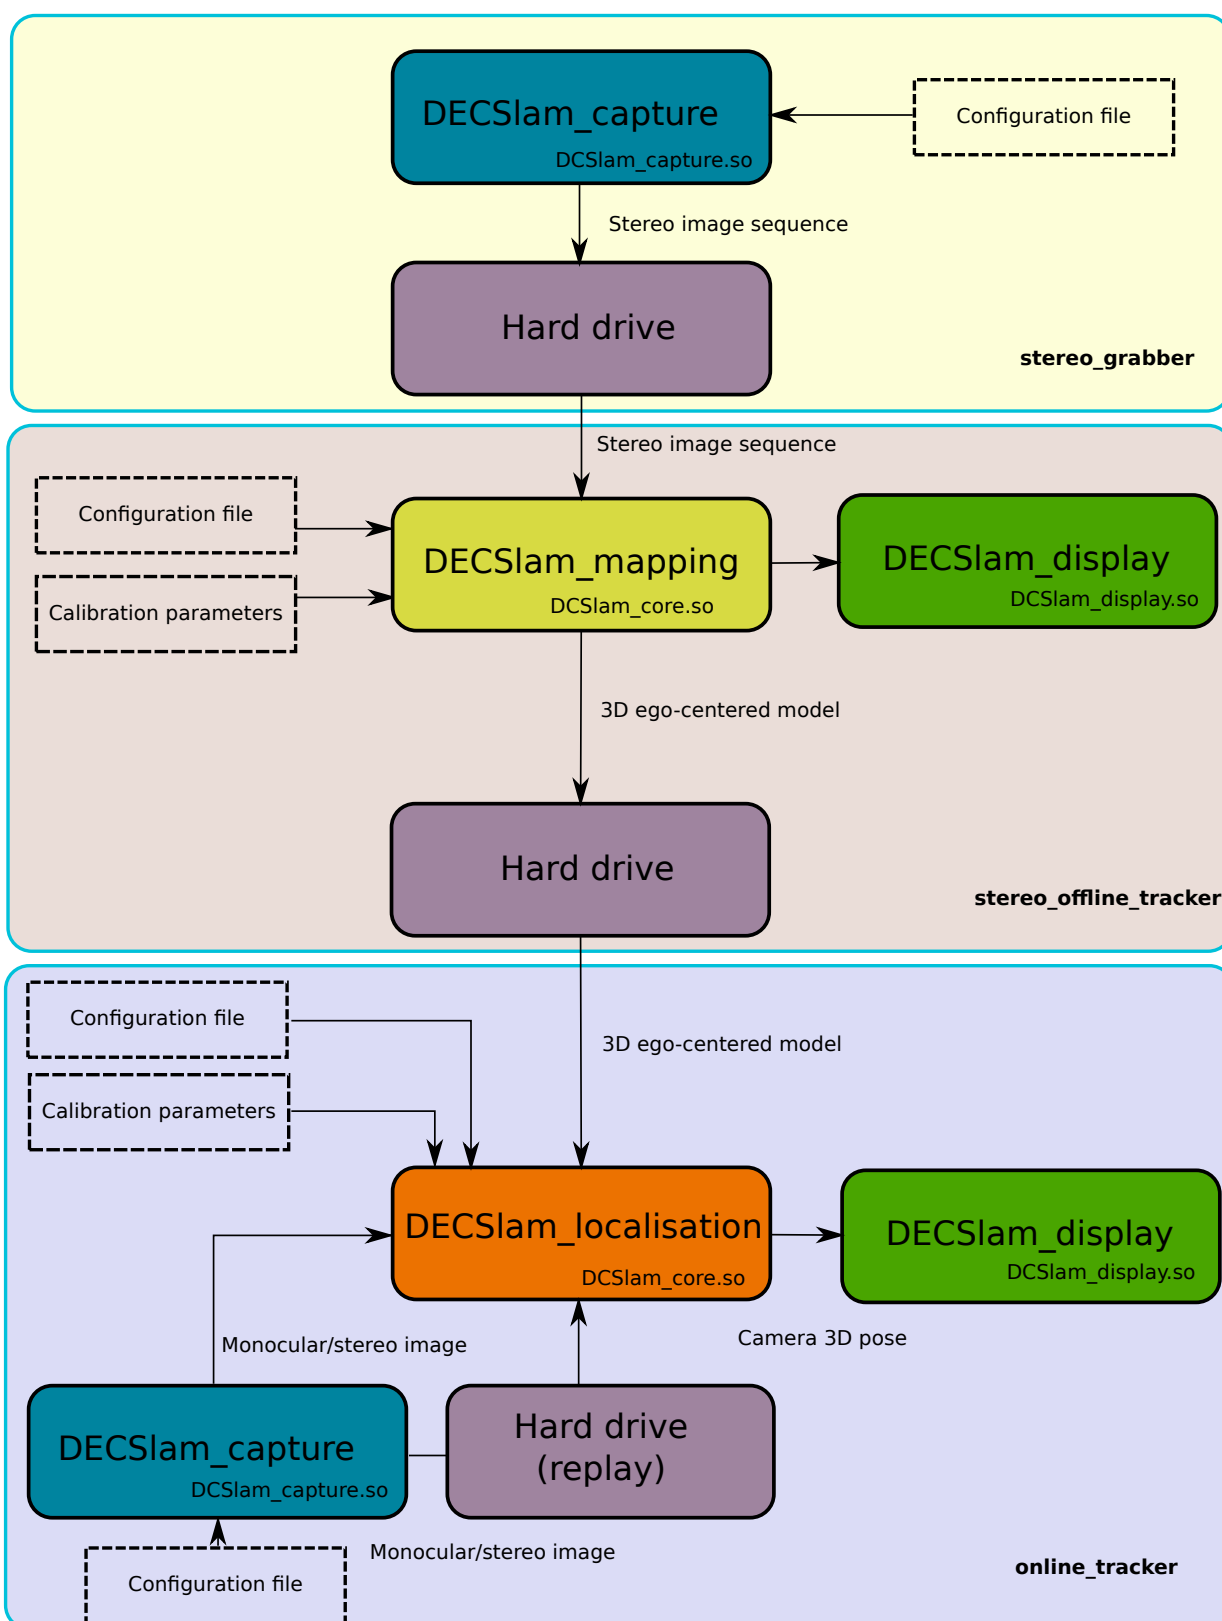 DECSlam_capture
DCSlam_capture.so
Configuration file
Stereo image sequence
Hard drive
stereo_grabber
Stereo image sequence
Configuration file
Calibration parameters
DECSlam_mapping
DCSlam_core.so
DECSlam_display
DCSlam_display.so
3D ego-centered model
Hard drive
stereo_offline_tracker
Configuration file
Calibration parameters
3D ego-centered model
DECSlam_localisation
DCSlam_core.so
DECSlam_display
DCSlam_display.so
Monocular/stereo image
Camera 3D pose
DECSlam_capture
DCSlam_capture.so
Hard drive
(replay)
Monocular/stereo image
Configuration file
online_tracker